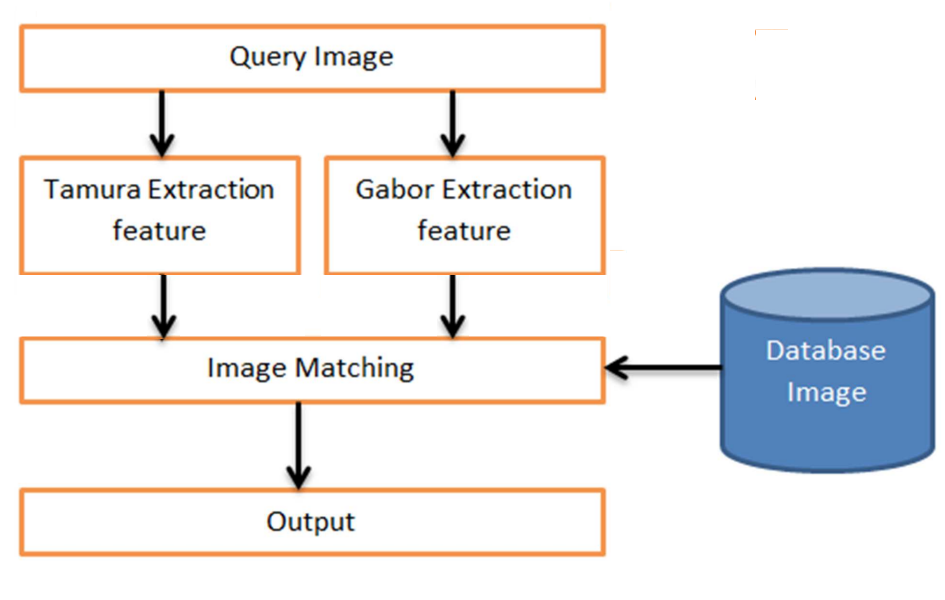 Query Image
Tamura Extraction
feature
Gabor Extraction
feature
Image Matching
Database
Image
Output